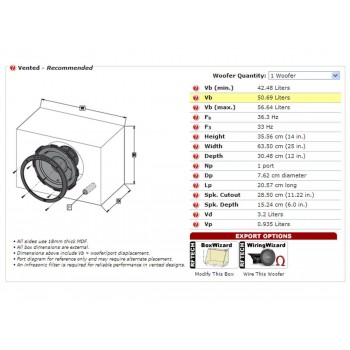 Vented - Recommended
Woofer Quantity: 1 Woofer
Vb (min.) 42.48 Liters
Vb 50.69 Liters
Vb (max.) 56.64 Liters
Fb 36.3 Hz
F3 33 Hz
Height 35.56 cm (14 in.)
Width 63.50 cm (25 in.)
Depth 30.48 cm (12 in.)
Np 1 port
Dp 7.62 cm diameter
Lp 20.57 cm long
Spk. Cutout 28.50 cm (11.22 in.)
Spk. Depth 15.24 cm (6.0 in.)
Vd 3.2 Liters
Vp 0.935 Liters
• All sides use 18mm thick MDF.
• All box dimensions are external.
• Dimensions above include Vb + woofer/port displacement.
• Port diagram for reference only and may require alternate placement.
• An infrasonic filter is required for reliable performance in vented designs.
EXPORT OPTIONS
RFTECH BoxWizard
Modify This Box
RFTECH WiringWizard
Wire This Woofer